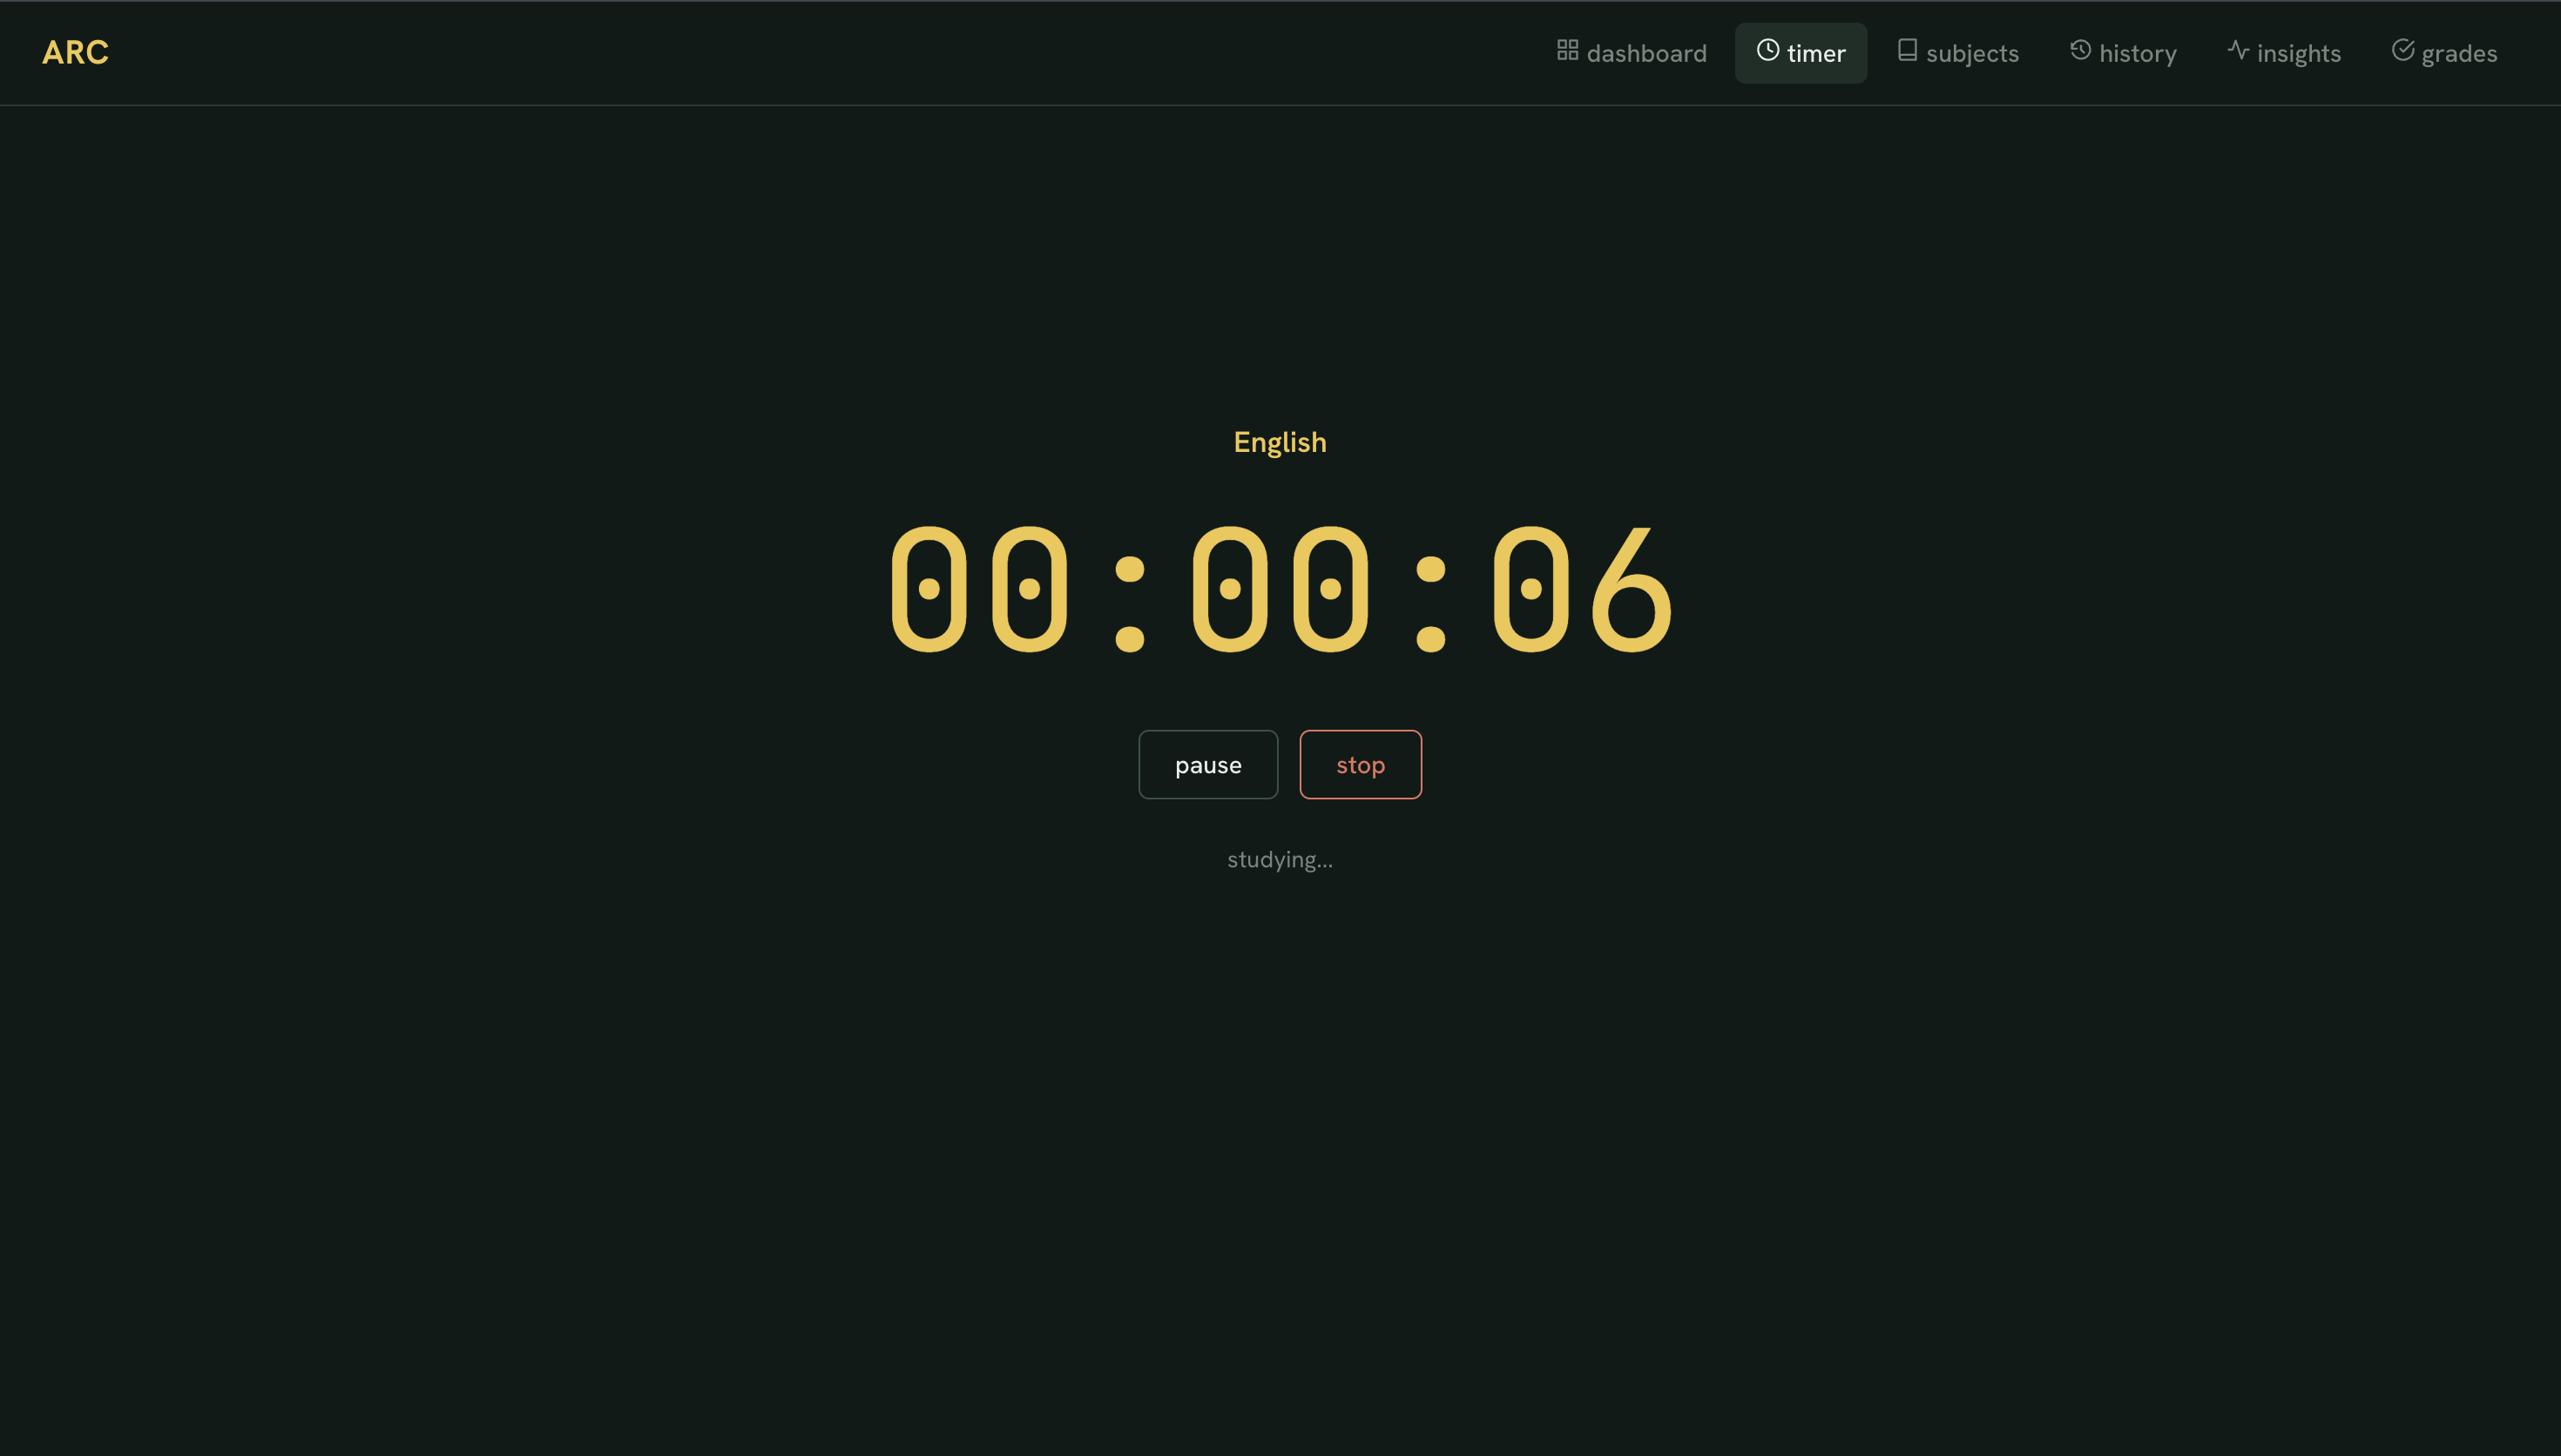 ARC
dashboard timer subjects history insights grades
English
00:00:06
pause stop
studying...